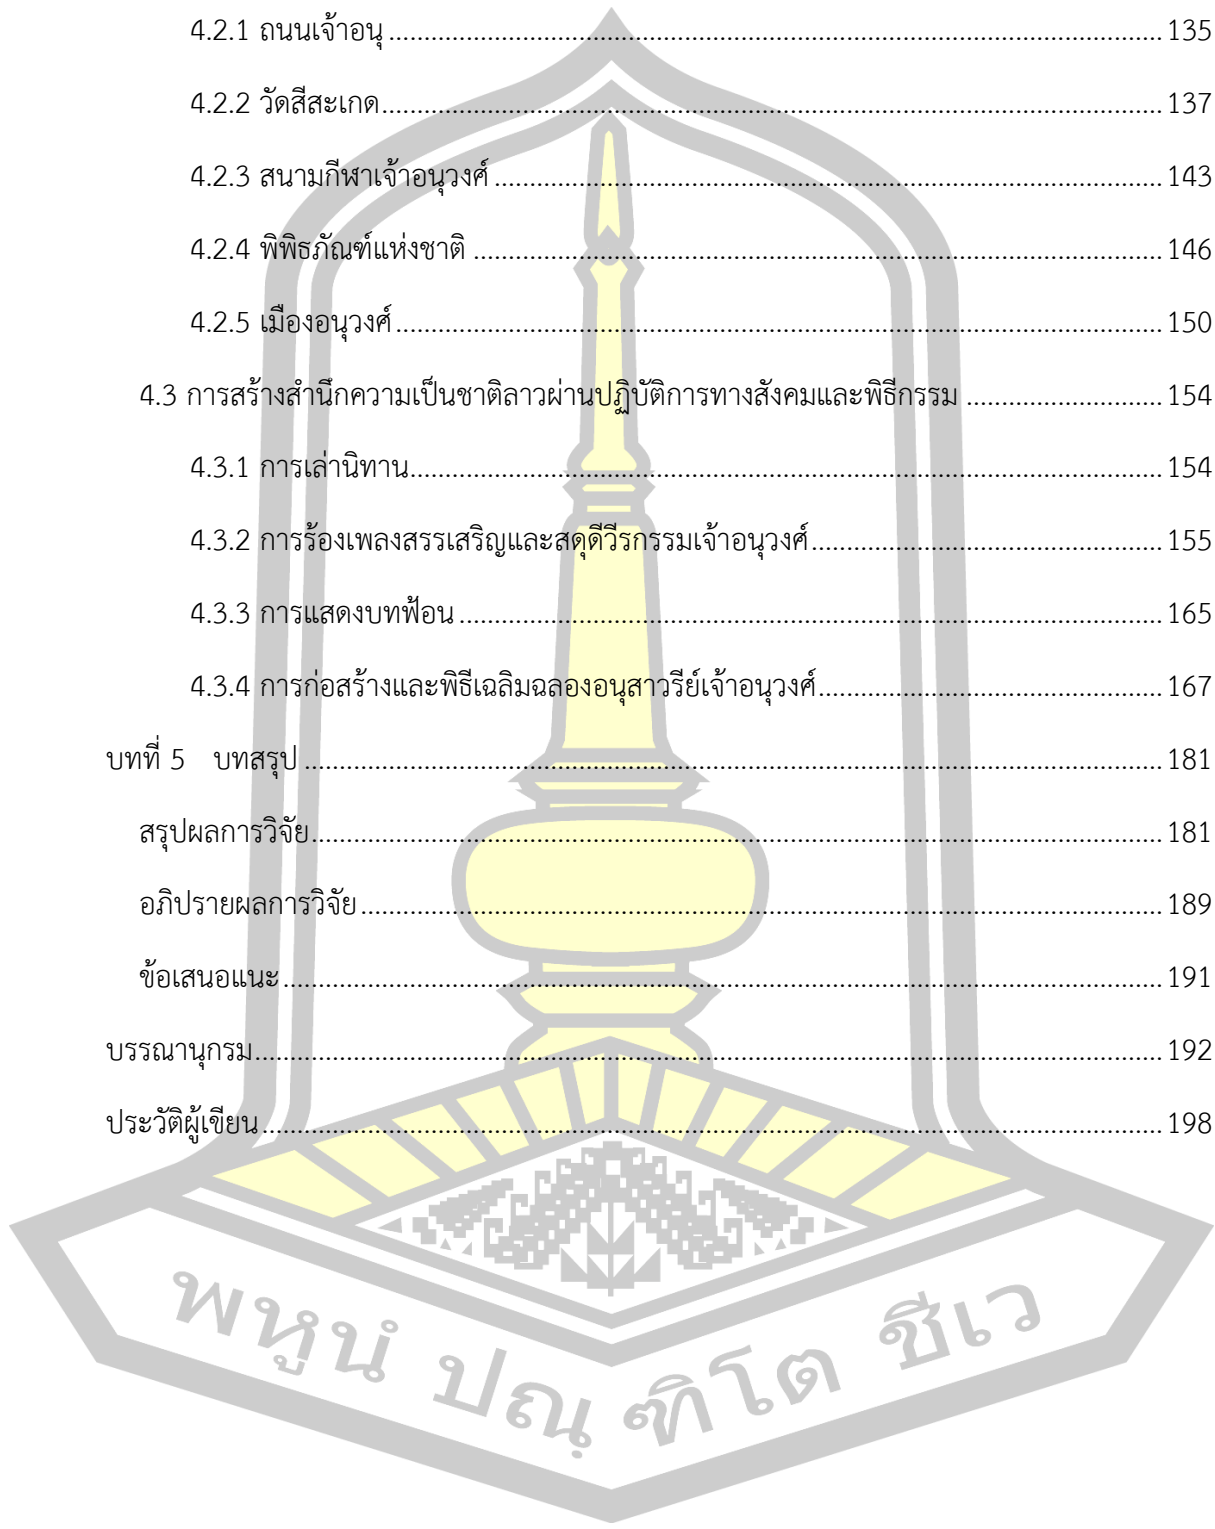 4.2.1 ถนนเจ้าอนุ ........................................................................ 135
4.2.2 วัดสีสะเกด........................................................................ 137
4.2.3 สนามกีฬาเจ้าอนุวงศ์ ........................................................................ 143
4.2.4 พิพิธภัณฑ์แห่งชาติ ........................................................................ 146
4.2.5 เมืองอนุวงศ์ ........................................................................ 150
4.3 การสร้างสำนึกความเป็นชาติลาวผ่านปฏิบัติการทางสังคมและพิธีกรรม ........................ 154
4.3.1 การเล่านิทาน........................................................................ 154
4.3.2 การร้องเพลงสรรเสริญและสดุดีวีรกรรมเจ้าอนุวงศ์........................................ 155
4.3.3 การแสดงบทฟ้อน ........................................................................ 165
4.3.4 การก่อสร้างและพิธีเฉลิมฉลองอนุสาวรีย์เจ้าอนุวงศ์........................................ 167
บทที่ 5 บทสรุป ........................................................................ 181
สรุปผลการวิจัย........................................................................ 181
อภิปรายผลการวิจัย ........................................................................ 189
ข้อเสนอแนะ ........................................................................ 191
บรรณานุกรม........................................................................ 192
ประวัติผู้เขียน ........................................................................ 198
พหูนํ ปณฺฑิโต ชีเว